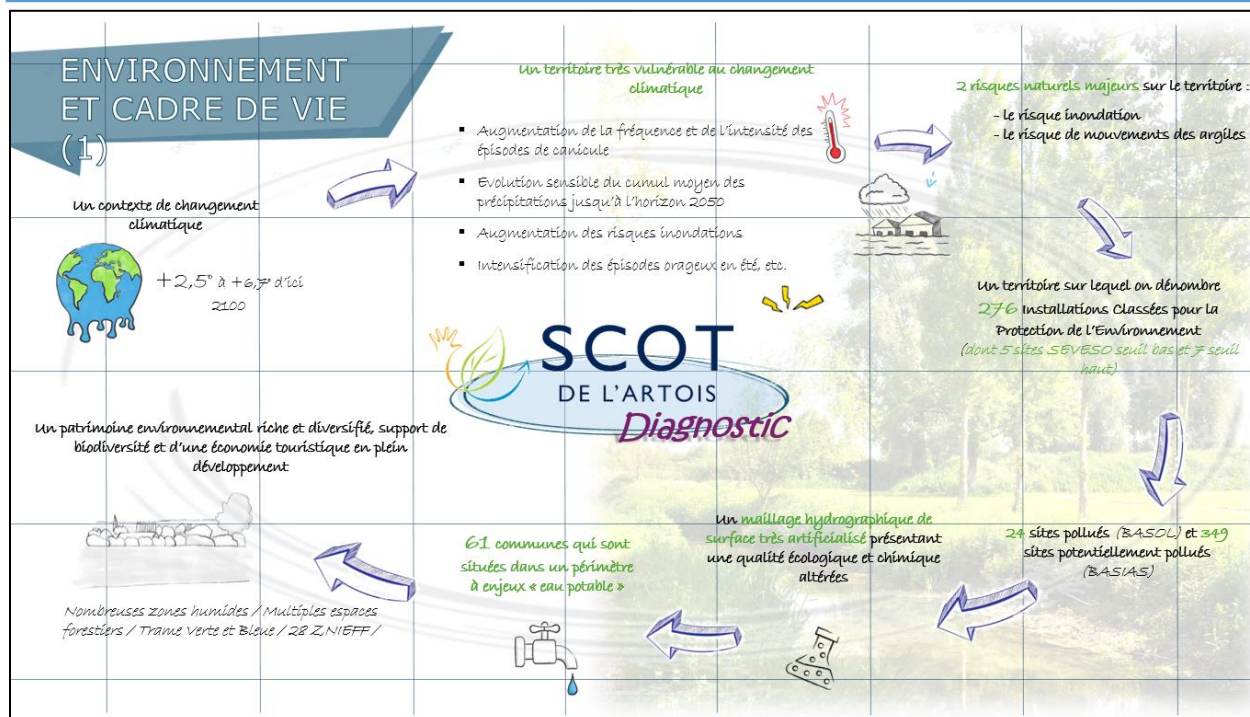 ENVIRONNEMENT
ET CADRE DE VIE
(1)
Un contexte de changement
climatique
+2,5° à +6,7° d'ici
2100
Un territoire très vulnérable au changement
climatique
▪ Augmentation de la fréquence et de l'intensité des
épisodes de canicule
▪ Evolution sensible du cumul moyen des
précipitations jusqu'à l'horizon 2050
▪ Augmentation des risques inondations
▪ Intensification des épisodes orageux en été, etc.
2 risques naturels majeurs sur le territoire :
- le risque inondation
- le risque de mouvements des argiles
Un territoire sur lequel on dénombre
276 Installations Classées pour la
Protection de l'Environnement
(dont 5 sites SEVESO seuil bas et 7 seuil
haut)
SCOT
DE L'ARTOIS
Diagnostic
24 sites pollués (BASOL) et 349
sites potentiellement pollués
(BASIAS)
Un maillage hydrographique de
surface très artificialisé présentant
une qualité écologique et chimique
altérées
61 communes qui sont
situées dans un périmètre
à enjeux « eau potable »
Un patrimoine environnemental riche et diversifié, support de
biodiversité et d'une économie touristique en plein
développement
Nombreuses zones humides / Multiples espaces
forestiers / Trame Verte et Bleue / 28 ZNIEFF /